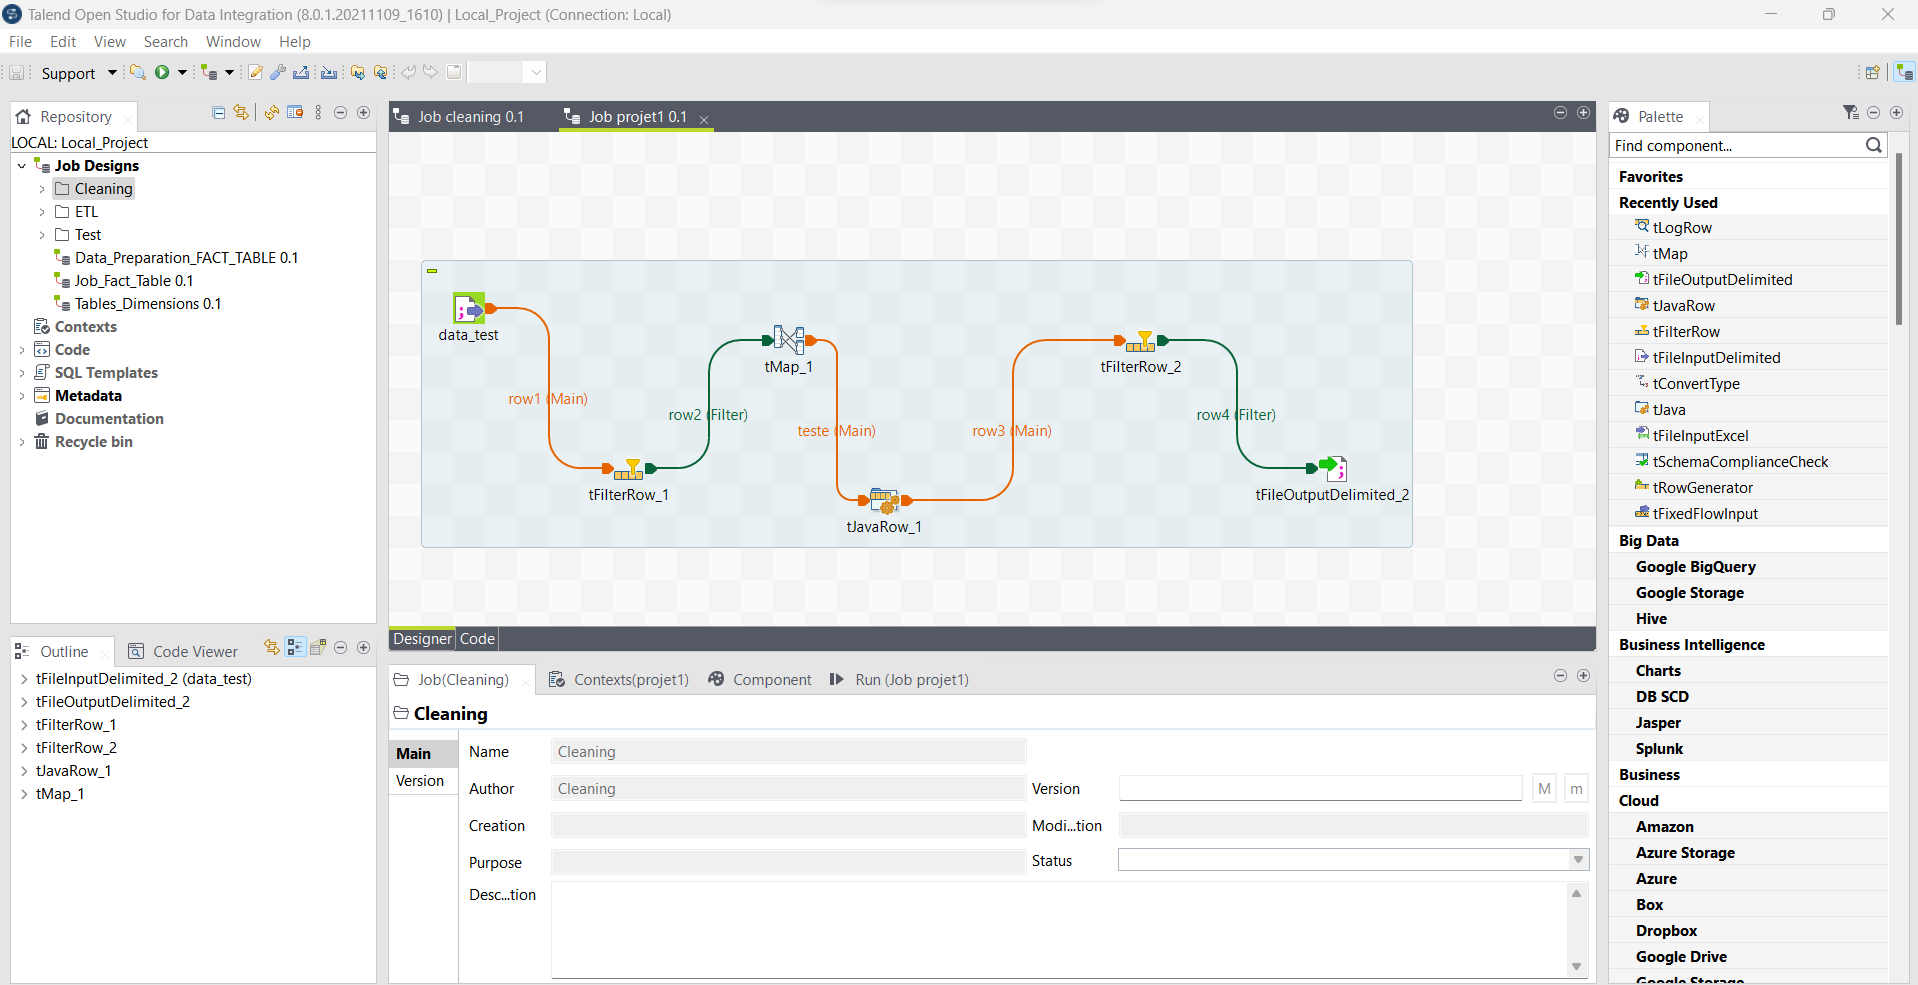 Talend Open Studio for Data Integration (8.0.1.20211109_1610) | Local_Project (Connection: Local)
File Edit View Search Window Help
Support
Repository
LOCAL: Local_Project
Job Designs
Cleaning
ETL
Test
Data_Preparation_FACT_TABLE 0.1
Job_Fact_Table 0.1
Tables_Dimensions 0.1
Contexts
Code
SQL Templates
Metadata
Documentation
Recycle bin
Outline Code Viewer
tFileInputDelimited_2 (data_test)
tFileOutputDelimited_2
tFilterRow_1
tFilterRow_2
tJavaRow_1
tMap_1
Job cleaning 0.1 Job projet1 0.1
data_test
row1 (Main)
tFilterRow_1
row2 (Filter)
tMap_1
teste (Main)
tJavaRow_1
row3 (Main)
tFilterRow_2
row4 (Filter)
tFileOutputDelimited_2
Designer Code
Job(Cleaning) Contexts(projet1) Component Run (Job projet1)
Cleaning
Main
Version
Name Cleaning
Author Cleaning Version M m
Creation Modi...tion
Purpose Status
Desc...tion
Palette
Find component...
Favorites
Recently Used
tLogRow
tMap
tFileOutputDelimited
tJavaRow
tFilterRow
tFileInputDelimited
tConvertType
tJava
tFileInputExcel
tSchemaComplianceCheck
tRowGenerator
tFixedFlowInput
Big Data
Google BigQuery
Google Storage
Hive
Business Intelligence
Charts
DB SCD
Jasper
Splunk
Business
Cloud
Amazon
Azure Storage
Azure
Box
Dropbox
Google Drive
Google Storage